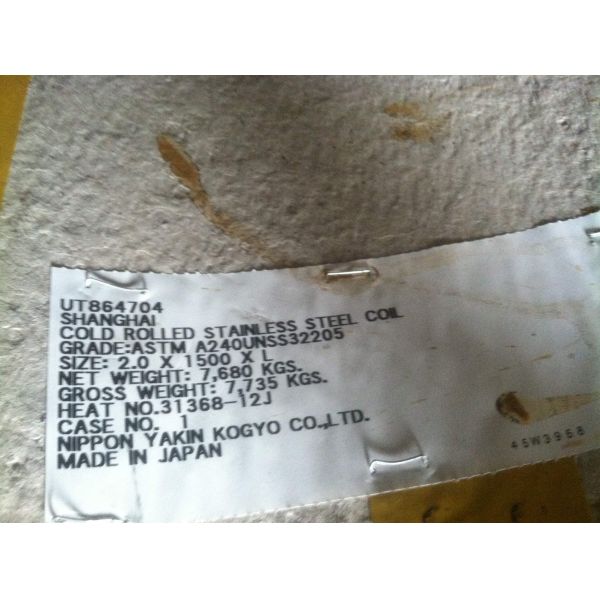 UT864704
SHANGHAI
COLD ROLLED STAINLESS STEEL COIL
GRADE:ASTM A240UNSS32205
SIZE: 2.0 X 1500 X L
NET WEIGHT: 7,680 KGS.
GROSS WEIGHT: 7,735 KGS.
HEAT NO.31368-12J
CASE NO. 1
NIPPON YAKIN KOGYO CO.,LTD.
MADE IN JAPAN
45W3968